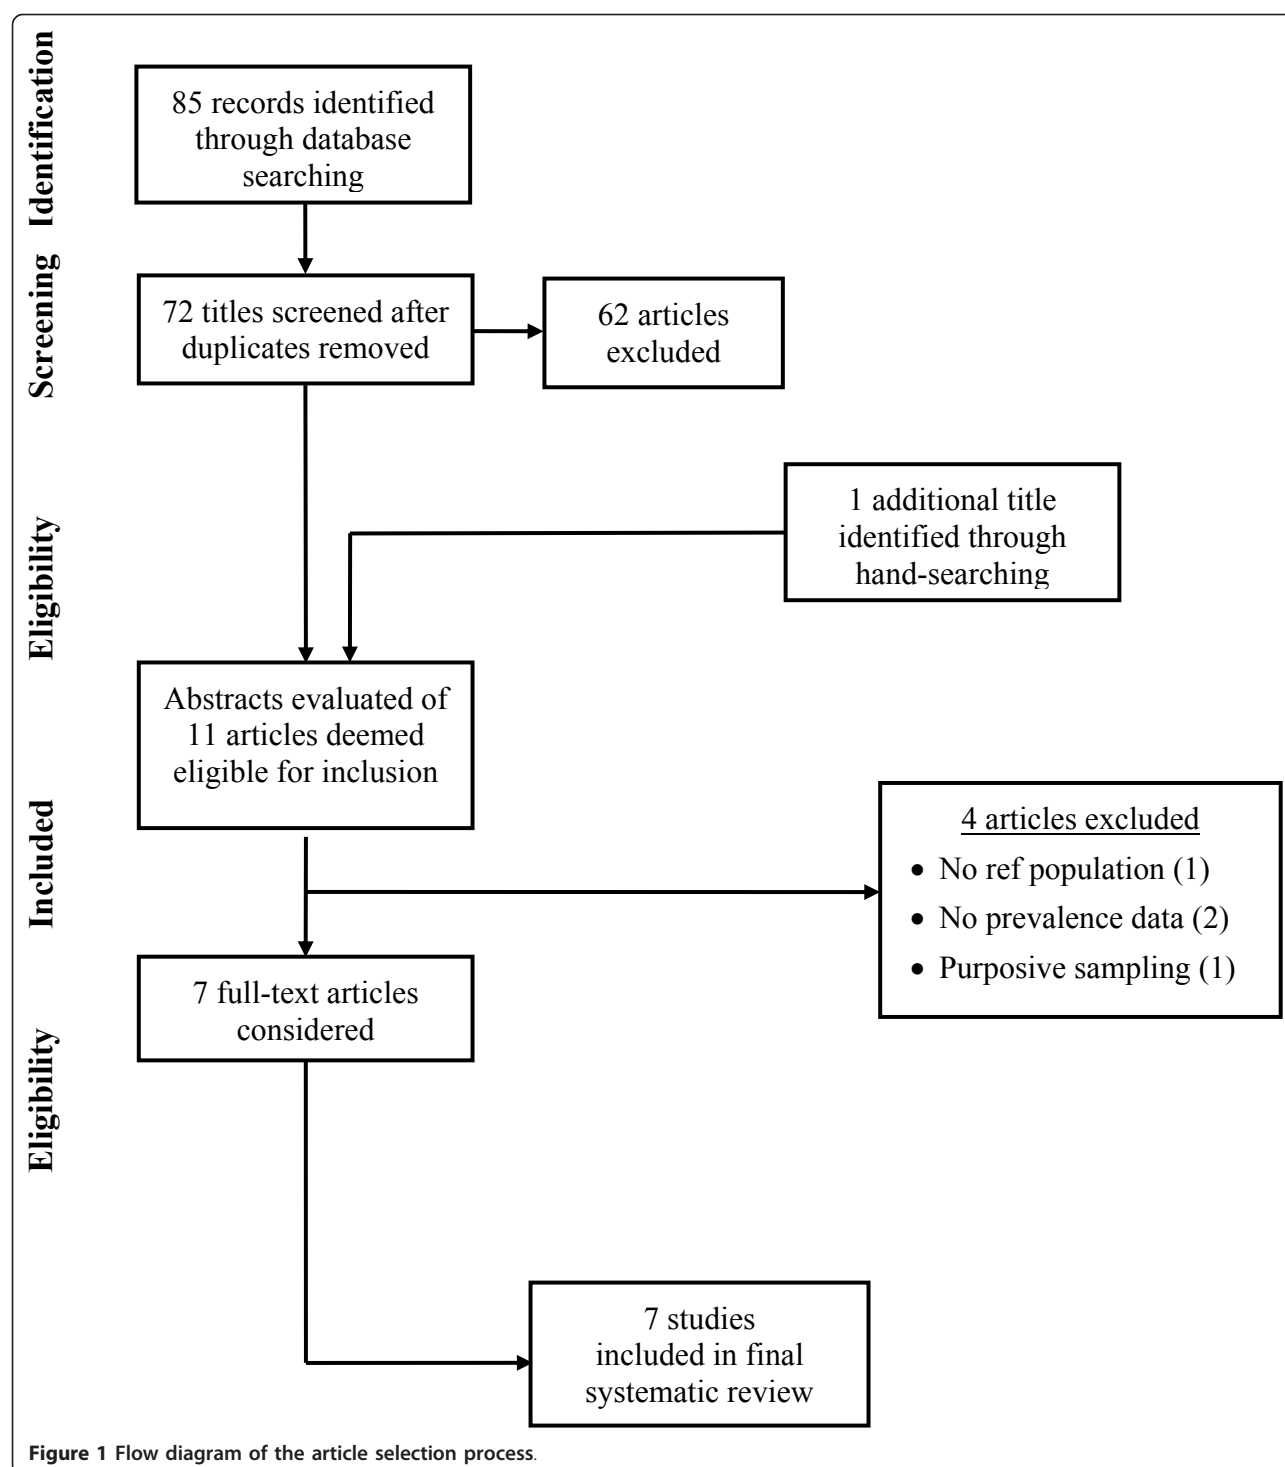 Identification
85 records identified
through database
searching
Screening
72 titles screened after
duplicates removed
62 articles
excluded
Eligibility
1 additional title
identified through
hand-searching
Abstracts evaluated of
11 articles deemed
eligible for inclusion
Included
4 articles excluded
• No ref population (1)
• No prevalence data (2)
• Purposive sampling (1)
7 full-text articles
considered
Eligibility
7 studies
included in final
systematic review
Figure 1 Flow diagram of the article selection process.